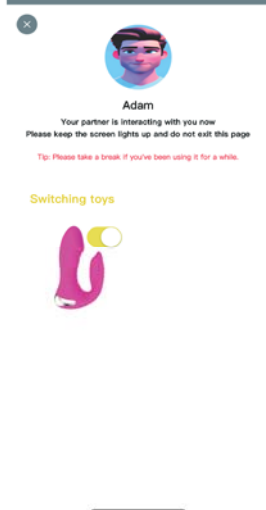 Adam
Your partner is interacting with you now
Please keep the screen lights up and do not exit this page
Tip: Please take a break if you've been using it for a while.
Switching toys